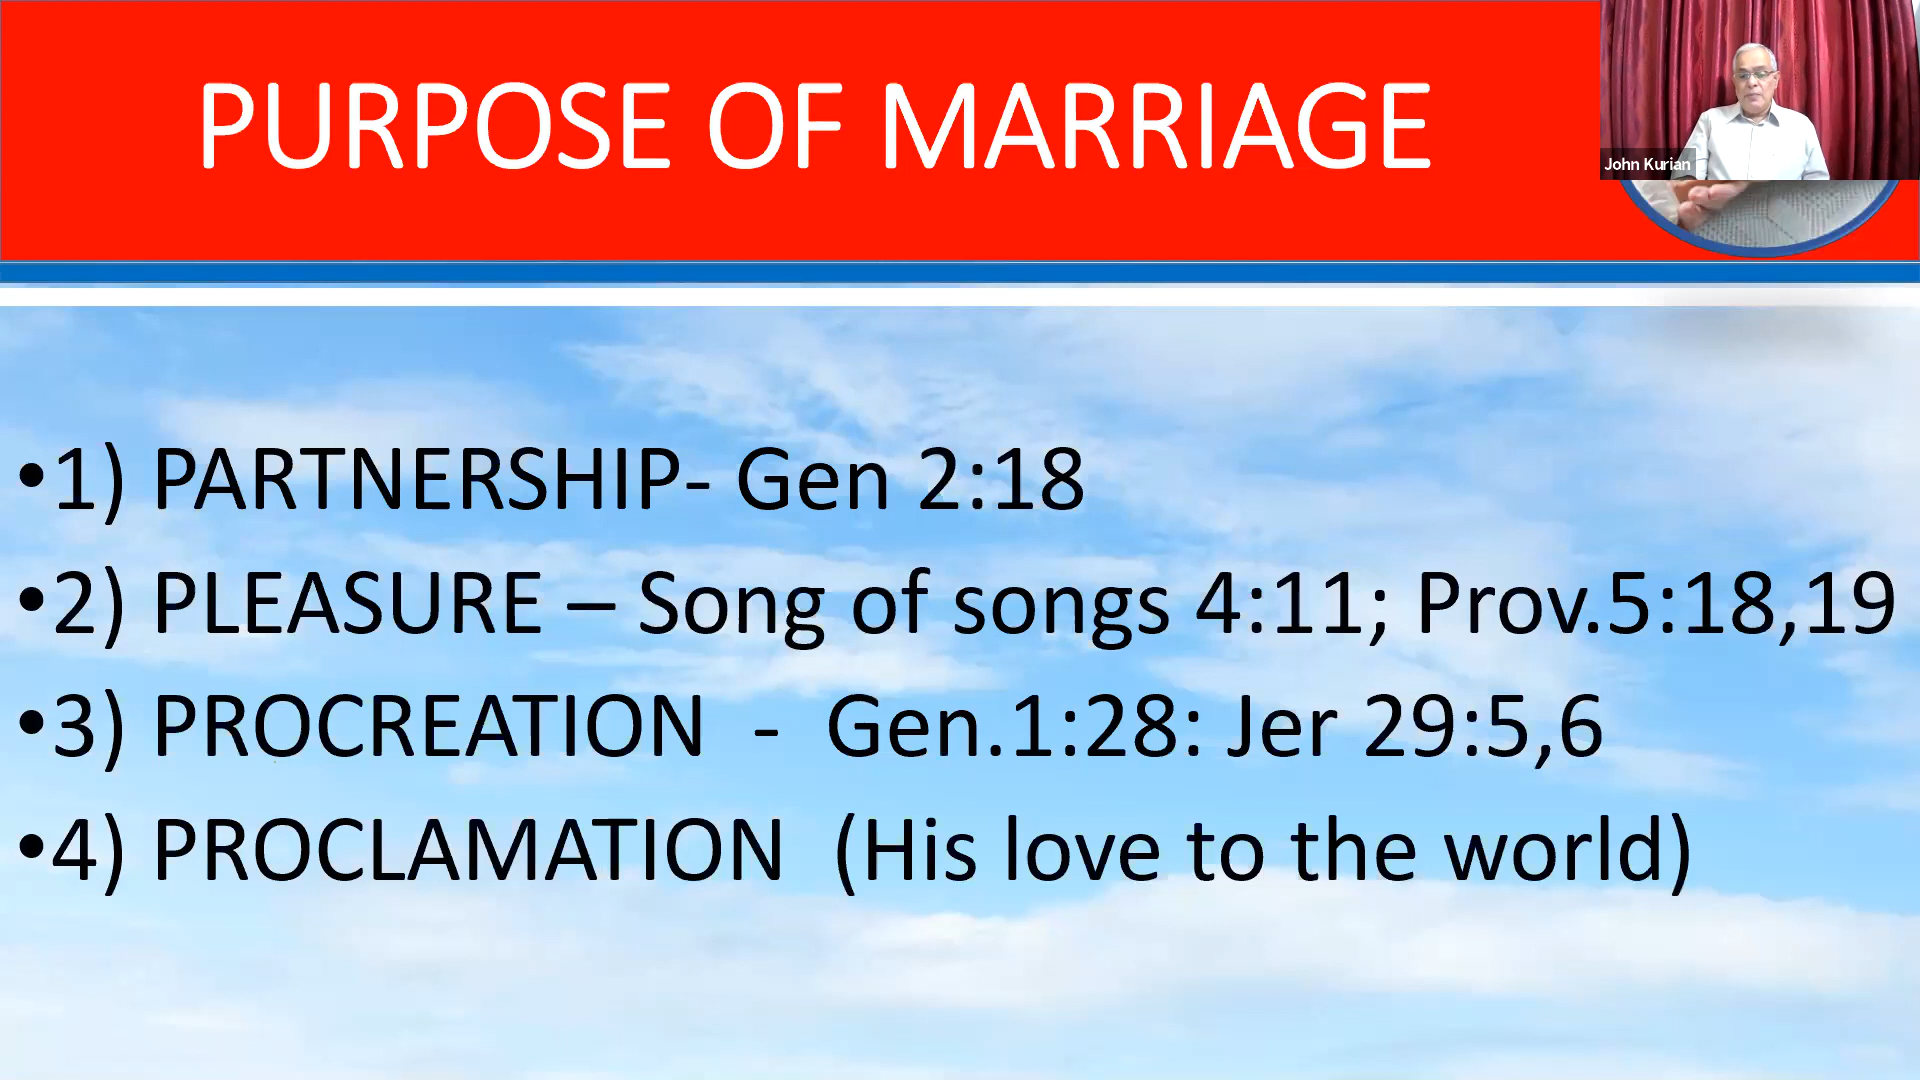 PURPOSE OF MARRIAGE
John Kurian
•1) PARTNERSHIP- Gen 2:18
•2) PLEASURE – Song of songs 4:11; Prov.5:18,19
•3) PROCREATION - Gen.1:28: Jer 29:5,6
•4) PROCLAMATION (His love to the world)